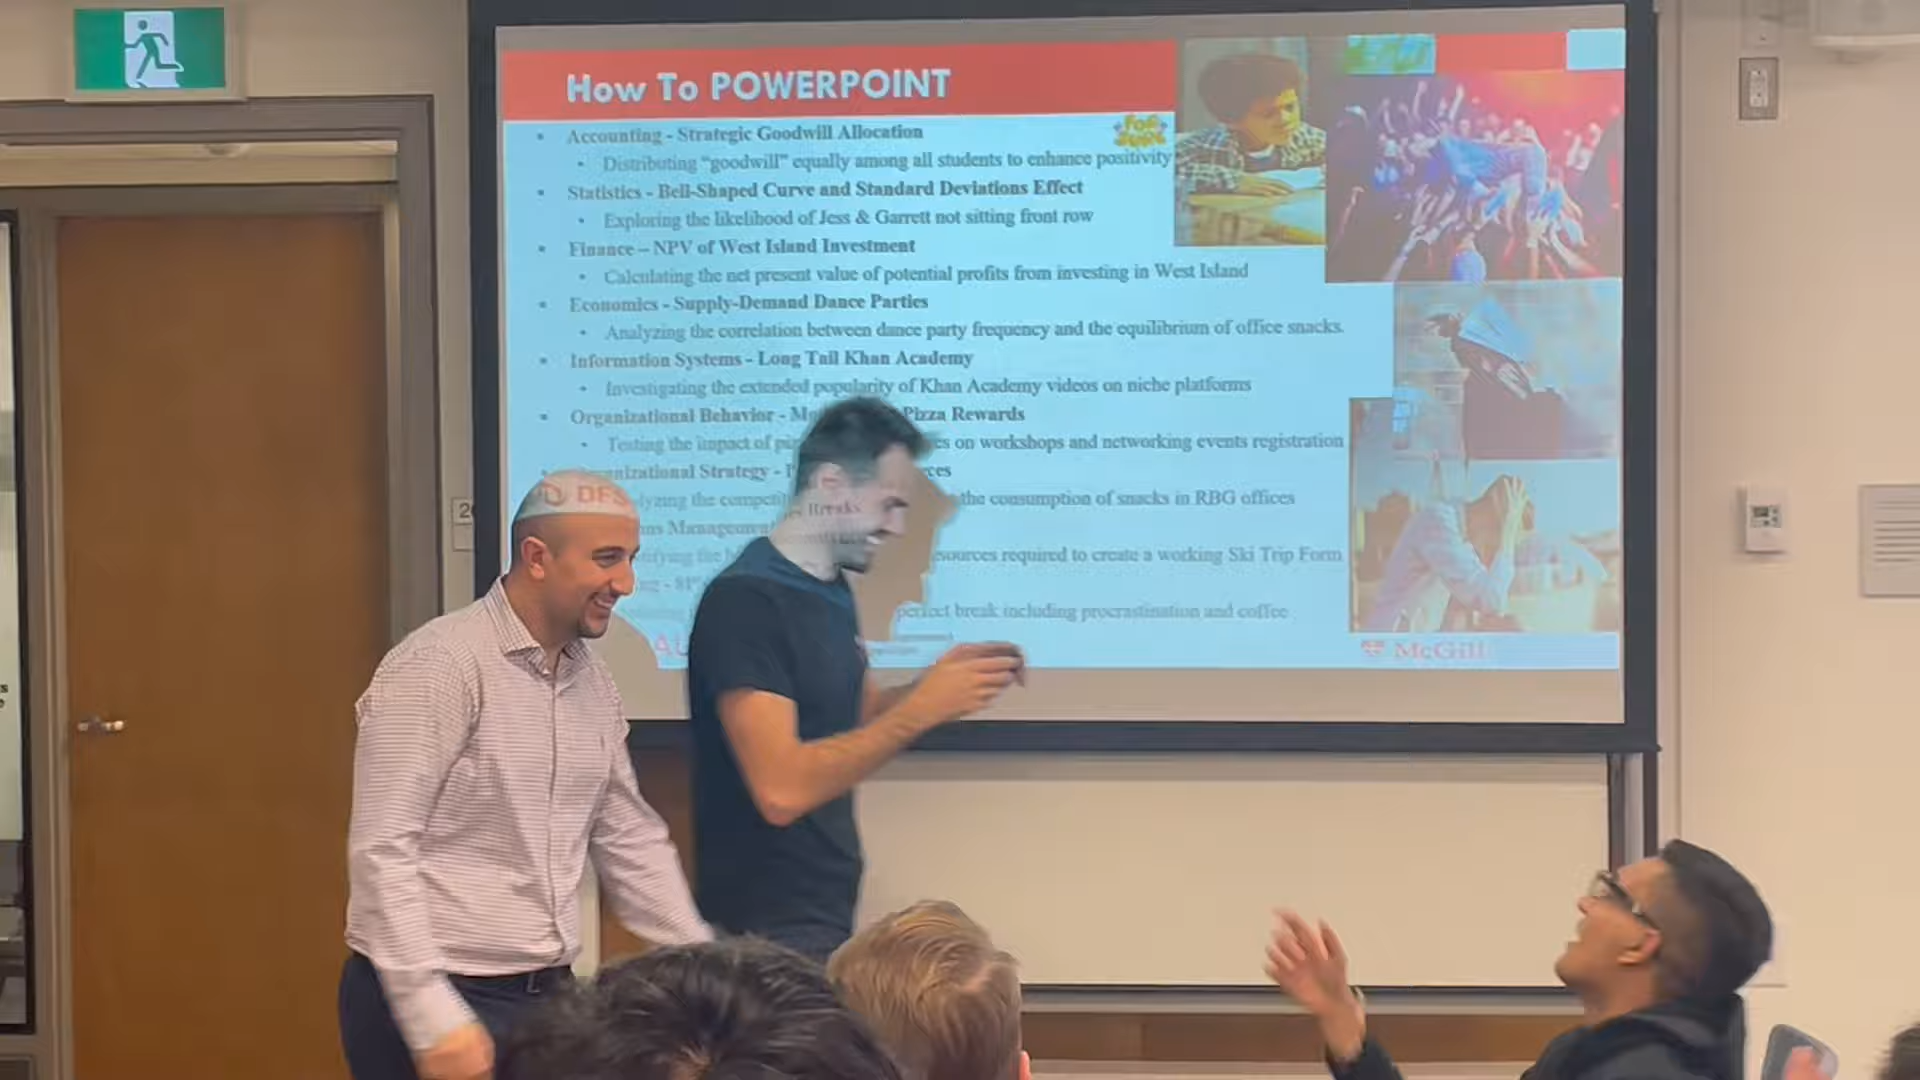 How To POWERPOINT
• Accounting - Strategic Goodwill Allocation
FOR JUDE
• Distributing "goodwill" equally among all students to enhance positivity
• Statistics - Bell-Shaped Curve and Standard Deviations Effect
• Exploring the likelihood of Jess & Garrett not sitting front row
• Finance – NPV of West Island Investment
• Calculating the net present value of potential profits from investing in West Island
• Economics - Supply-Demand Dance Parties
• Analyzing the correlation between dance party frequency and the equilibrium of office snacks.
• Information Systems - Long Tail Khan Academy
• Investigating the extended popularity of Khan Academy videos on niche platforms
• Organizational Behavior - Pizza Rewards
• Testing the impact of on workshops and networking events registration
Strategy -
the consumption of snacks in RBG offices
Management
Breaks
resources required to create a working Ski Trip Form
perfect break including procrastination and coffee
DFS
McGill